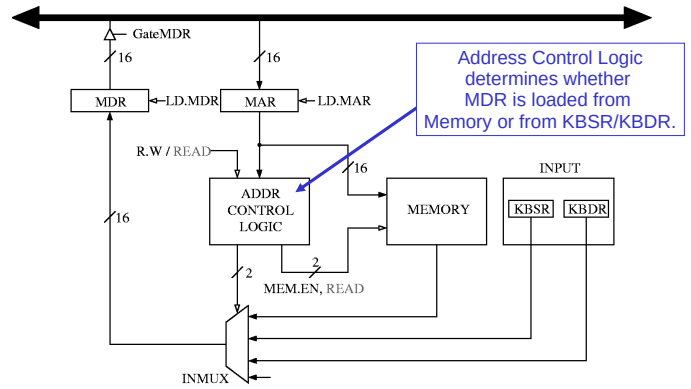 GateMDR
16
16
Address Control Logic
determines whether
MDR is loaded from
Memory or from KBSR/KBDR.
MDR
LD.MDR
MAR
LD.MAR
R.W / READ
16
INPUT
ADDR
CONTROL
LOGIC
MEMORY
KBSR
KBDR
16
2
2
MEM.EN, READ
INMUX